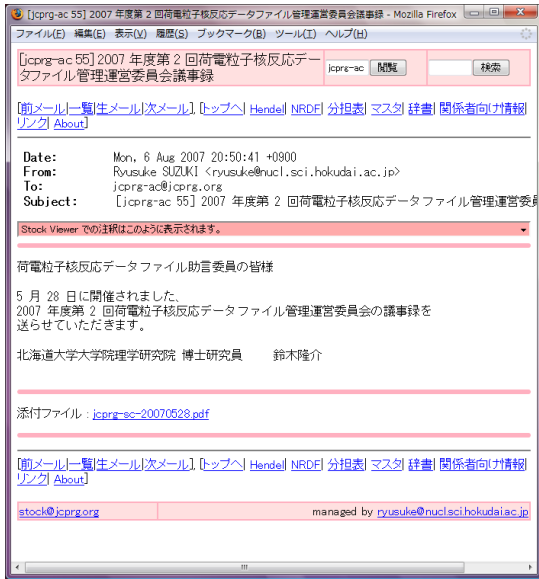 [jcprg-ac 55] 2007 年度第 2 回荷電粒子核反応データファイル管理運営委員会議事録 - Mozilla Firefox
ファイル(F) 編集(E) 表示(V) 履歴(S) ブックマーク(B) ツール(T) ヘルプ(H)
[jcprg-ac 55] 2007 年度第 2 回荷電粒子核反応デー
タファイル管理運営委員会議事録
jcprg-ac 閲覧 検索
[前メール|一覧|生メール|次メール], [トップへ| Hendel| NRDF| 分担表| マスタ| 辞書| 関係者向け情報|
リンク| About]
Date: Mon, 6 Aug 2007 20:50:41 +0900
From: Ryusuke SUZUKI <ryusuke@nucl.sci.hokudai.ac.jp>
To: jcprg-ac@jcprg.org
Subject: [jcprg-ac 55] 2007 年度第 2 回荷電粒子核反応データファイル管理運営委員
Stock Viewer での注釈はこのように表示されます。
荷電粒子核反応データファイル助言委員の皆様
5 月 28 日に開催されました、
2007 年度第 2 回荷電粒子核反応データファイル管理運営委員会の議事録を
送らせていただきます。
北海道大学大学院理学研究院 博士研究員 鈴木隆介
添付ファイル : jcprg-sc-20070528.pdf
[前メール|一覧|生メール|次メール], [トップへ| Hendel| NRDF| 分担表| マスタ| 辞書| 関係者向け情報|
リンク| About]
stock@jcprg.org managed by ryusuke@nucl.sci.hokudai.ac.jp